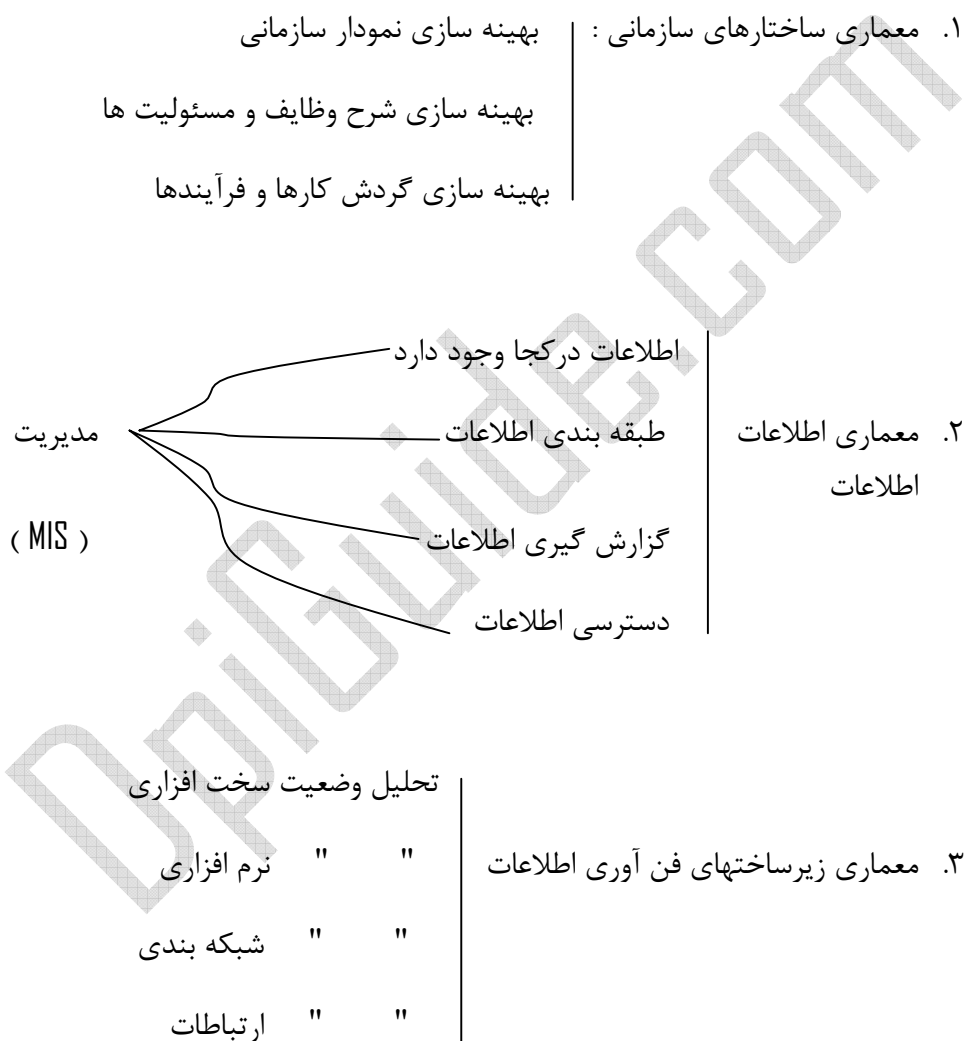 ۱. معماری ساختارهای سازمانی : بهینه سازی نمودار سازمانی
بهینه سازی شرح وظایف و مسئولیت ها
بهینه سازی گردش کارها و فرآیندها
اطلاعات درکجا وجود دارد
۲. معماری اطلاعات طبقه بندی اطلاعات مدیریت
اطلاعات
گزارش گیری اطلاعات ( MIS )
دسترسی اطلاعات
تحلیل وضعیت سخت افزاری
۳. معماری زیرساختهای فن آوری اطلاعات " " نرم افزاری
" " شبکه بندی
" " ارتباطات
DpiGuide.com